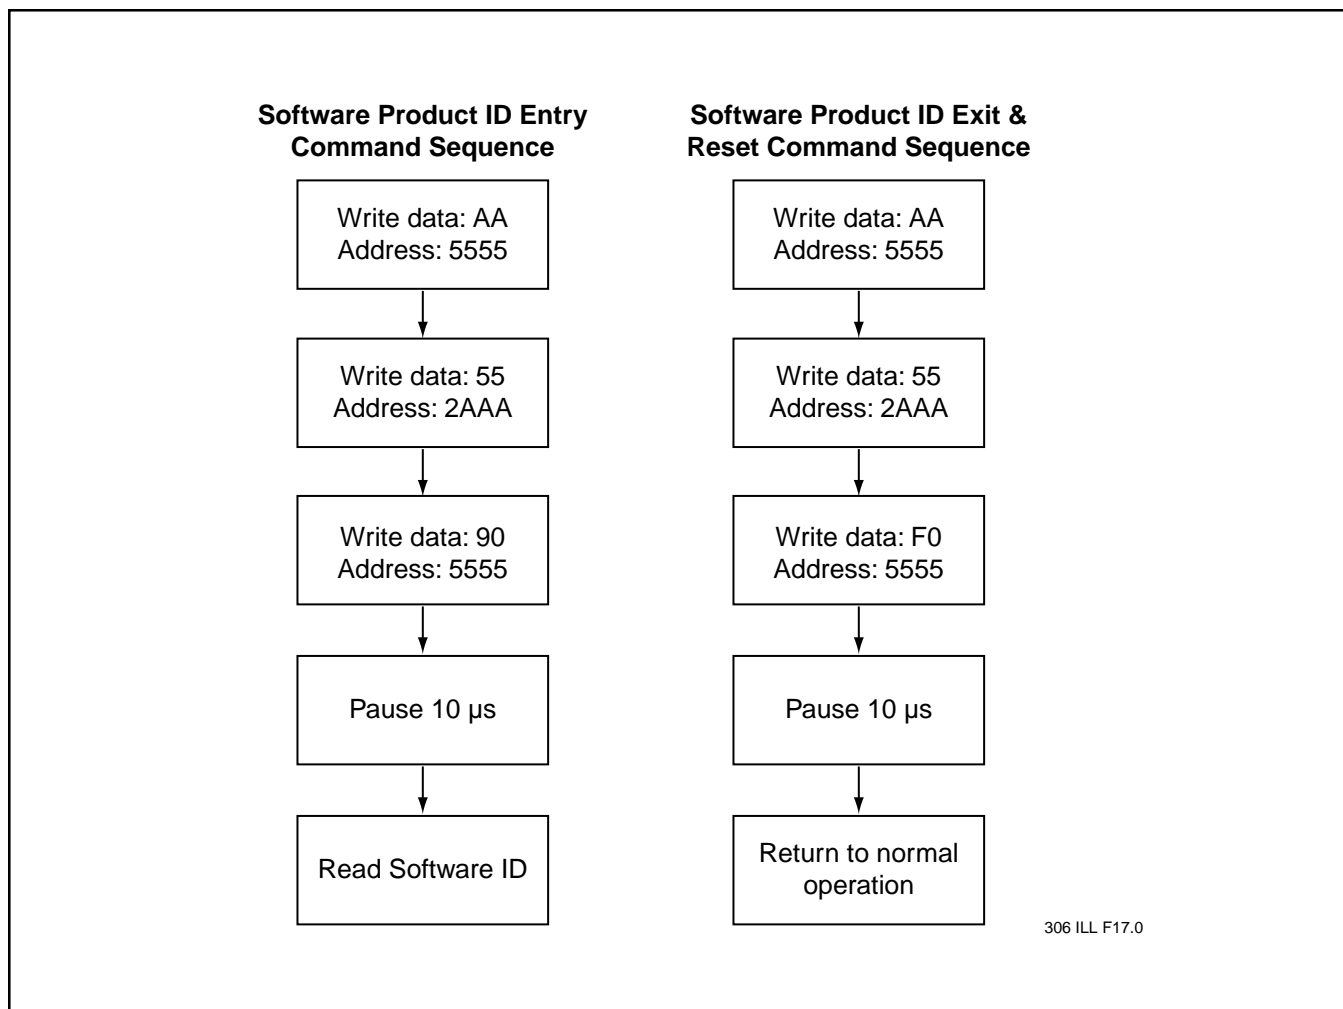 Software Product ID Entry
Command Sequence
Write data: AA
Address: 5555
Write data: 55
Address: 2AAA
Write data: 90
Address: 5555
Pause 10 µs
Read Software ID
Software Product ID Exit &
Reset Command Sequence
Write data: AA
Address: 5555
Write data: 55
Address: 2AAA
Write data: F0
Address: 5555
Pause 10 µs
Return to normal
operation
306 ILL F17.0